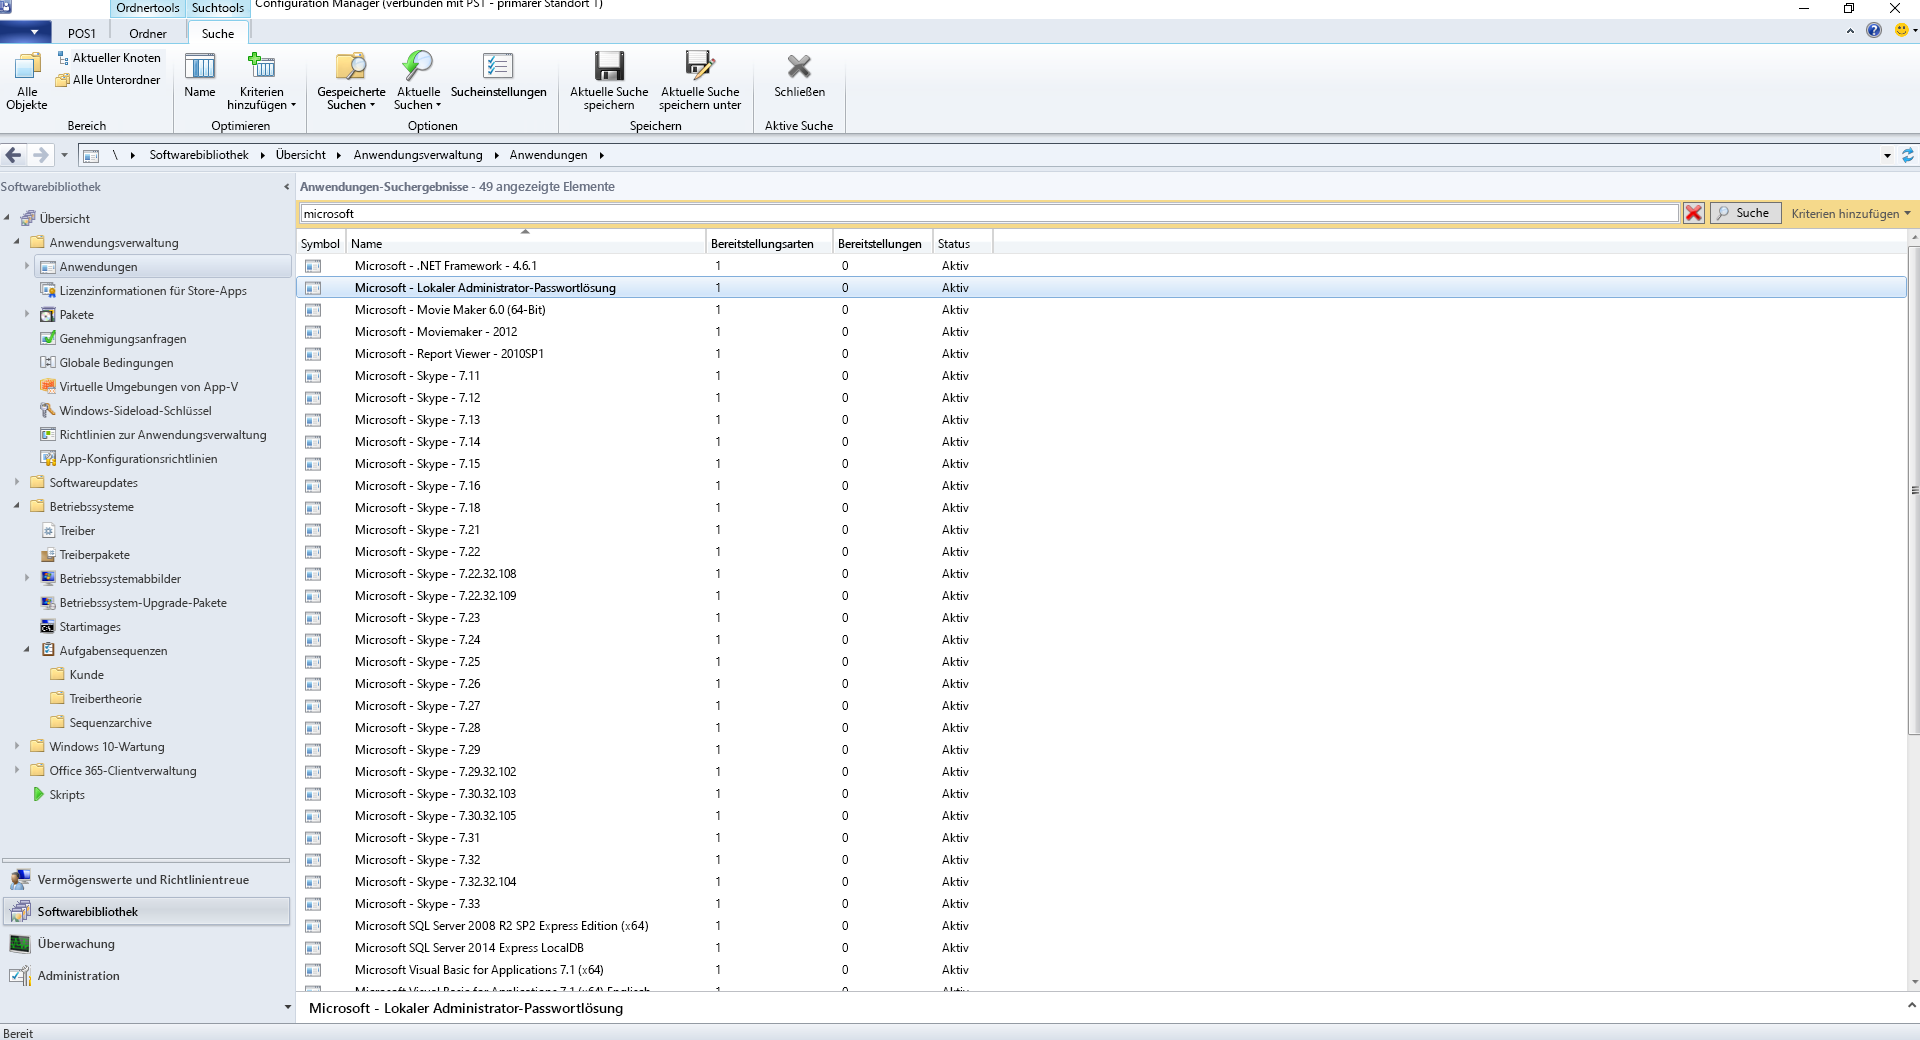 Ordnertools Suchtools Configuration Manager (verbunden mit PS1 - primärer Standort 1)
POS1 Ordner Suche
Alle Objekte
Aktueller Knoten
Alle Unterordner
Bereich
Name
Kriterien hinzufügen
Optimieren
Gespeicherte Suchen
Aktuelle Suchen
Sucheinstellungen
Optionen
Aktuelle Suche speichern
Aktuelle Suche speichern unter
Speichern
Schließen
Aktive Suche
\ Softwarebibliothek Übersicht Anwendungsverwaltung Anwendungen
Softwarebibliothek
Übersicht
Anwendungsverwaltung
Anwendungen
Lizenzinformationen für Store-Apps
Pakete
Genehmigungsanfragen
Globale Bedingungen
Virtuelle Umgebungen von App-V
Windows-Sideload-Schlüssel
Richtlinien zur Anwendungsverwaltung
App-Konfigurationsrichtlinien
Softwareupdates
Betriebssysteme
Treiber
Treiberpakete
Betriebssystemabbilder
Betriebssystem-Upgrade-Pakete
Startimages
Aufgabensequenzen
Kunde
Treibertheorie
Sequenzarchive
Windows 10-Wartung
Office 365-Clientverwaltung
Skripts
Vermögenswerte und Richtlinientreue
Softwarebibliothek
Überwachung
Administration
Anwendungen-Suchergebnisse - 49 angezeigte Elemente
microsoft
Suche Kriterien hinzufügen
Symbol Name Bereitstellungsarten Bereitstellungen Status
Microsoft - .NET Framework - 4.6.1 1 0 Aktiv
Microsoft - Lokaler Administrator-Passwortlösung 1 0 Aktiv
Microsoft - Movie Maker 6.0 (64-Bit) 1 0 Aktiv
Microsoft - Moviemaker - 2012 1 0 Aktiv
Microsoft - Report Viewer - 2010SP1 1 0 Aktiv
Microsoft - Skype - 7.11 1 0 Aktiv
Microsoft - Skype - 7.12 1 0 Aktiv
Microsoft - Skype - 7.13 1 0 Aktiv
Microsoft - Skype - 7.14 1 0 Aktiv
Microsoft - Skype - 7.15 1 0 Aktiv
Microsoft - Skype - 7.16 1 0 Aktiv
Microsoft - Skype - 7.18 1 0 Aktiv
Microsoft - Skype - 7.21 1 0 Aktiv
Microsoft - Skype - 7.22 1 0 Aktiv
Microsoft - Skype - 7.22.32.108 1 0 Aktiv
Microsoft - Skype - 7.22.32.109 1 0 Aktiv
Microsoft - Skype - 7.23 1 0 Aktiv
Microsoft - Skype - 7.24 1 0 Aktiv
Microsoft - Skype - 7.25 1 0 Aktiv
Microsoft - Skype - 7.26 1 0 Aktiv
Microsoft - Skype - 7.27 1 0 Aktiv
Microsoft - Skype - 7.28 1 0 Aktiv
Microsoft - Skype - 7.29 1 0 Aktiv
Microsoft - Skype - 7.29.32.102 1 0 Aktiv
Microsoft - Skype - 7.30.32.103 1 0 Aktiv
Microsoft - Skype - 7.30.32.105 1 0 Aktiv
Microsoft - Skype - 7.31 1 0 Aktiv
Microsoft - Skype - 7.32 1 0 Aktiv
Microsoft - Skype - 7.32.32.104 1 0 Aktiv
Microsoft - Skype - 7.33 1 0 Aktiv
Microsoft SQL Server 2008 R2 SP2 Express Edition (x64) 1 0 Aktiv
Microsoft SQL Server 2014 Express LocalDB 1 0 Aktiv
Microsoft Visual Basic for Applications 7.1 (x64) 1 0 Aktiv
Microsoft Visual Basic for Applications 7.1 (x64) Englisch 1 0 Aktiv
Microsoft - Lokaler Administrator-Passwortlösung
Bereit